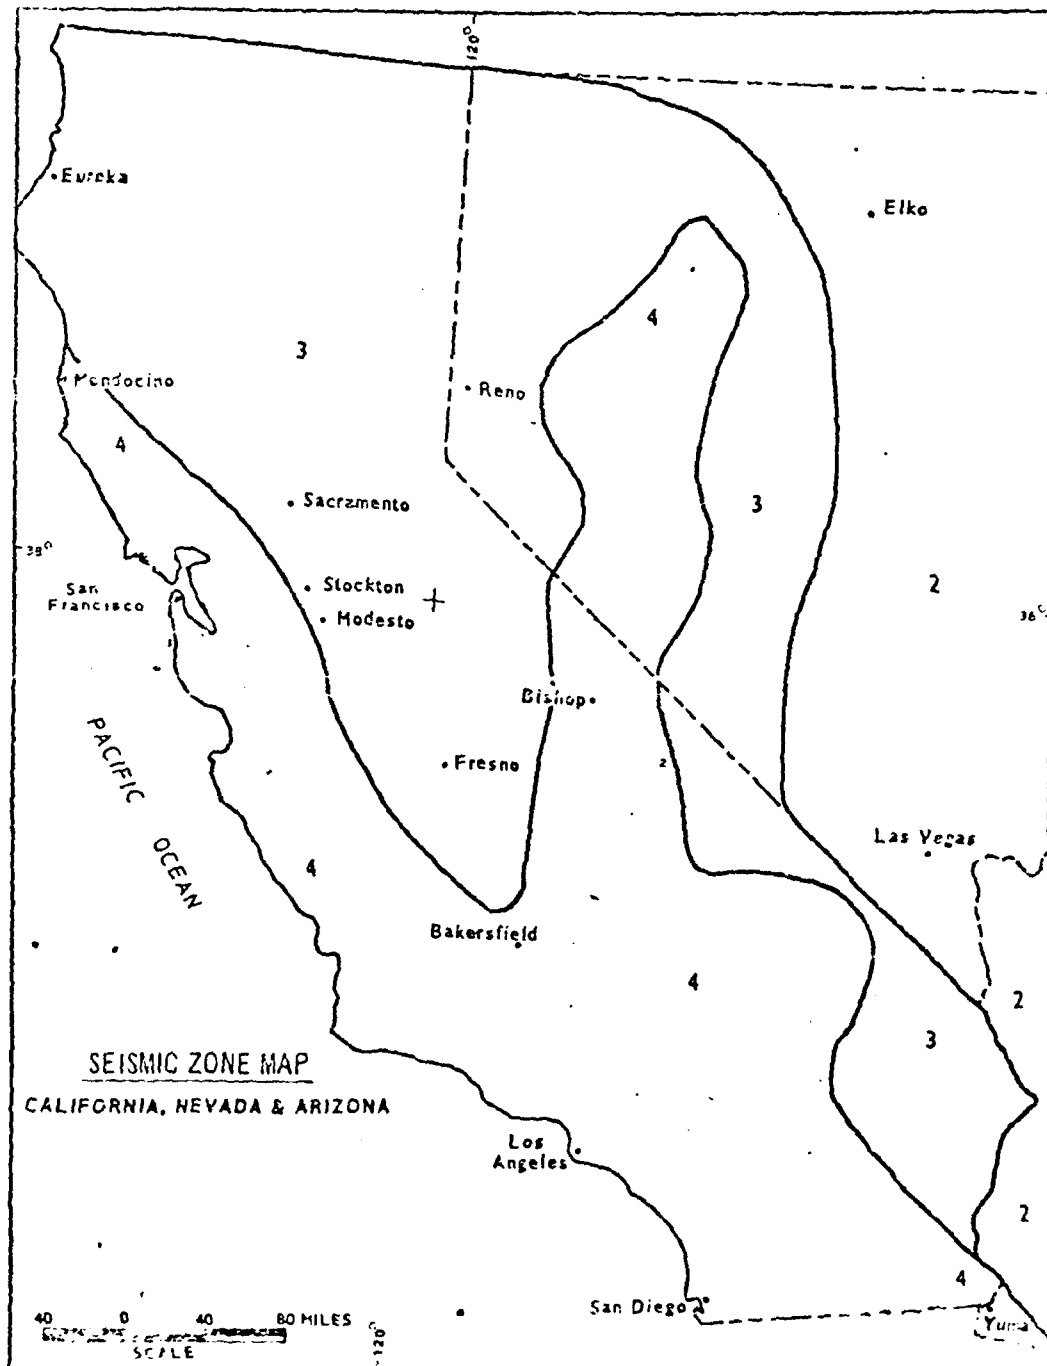 120°
Eureka
Elko
4
3
Mendocino
Reno
4
3
Sacramento
38°
Stockton
San
Francisco
Modesto
2
36°
Bishop
PACIFIC OCEAN
Fresno
2
Las Vegas
4
Bakersfield
4
2
3
SEISMIC ZONE MAP
CALIFORNIA, NEVADA & ARIZONA
Los
Angeles
2
4
San Diego
Yuma
40 0 40 80 MILES
SCALE
120°